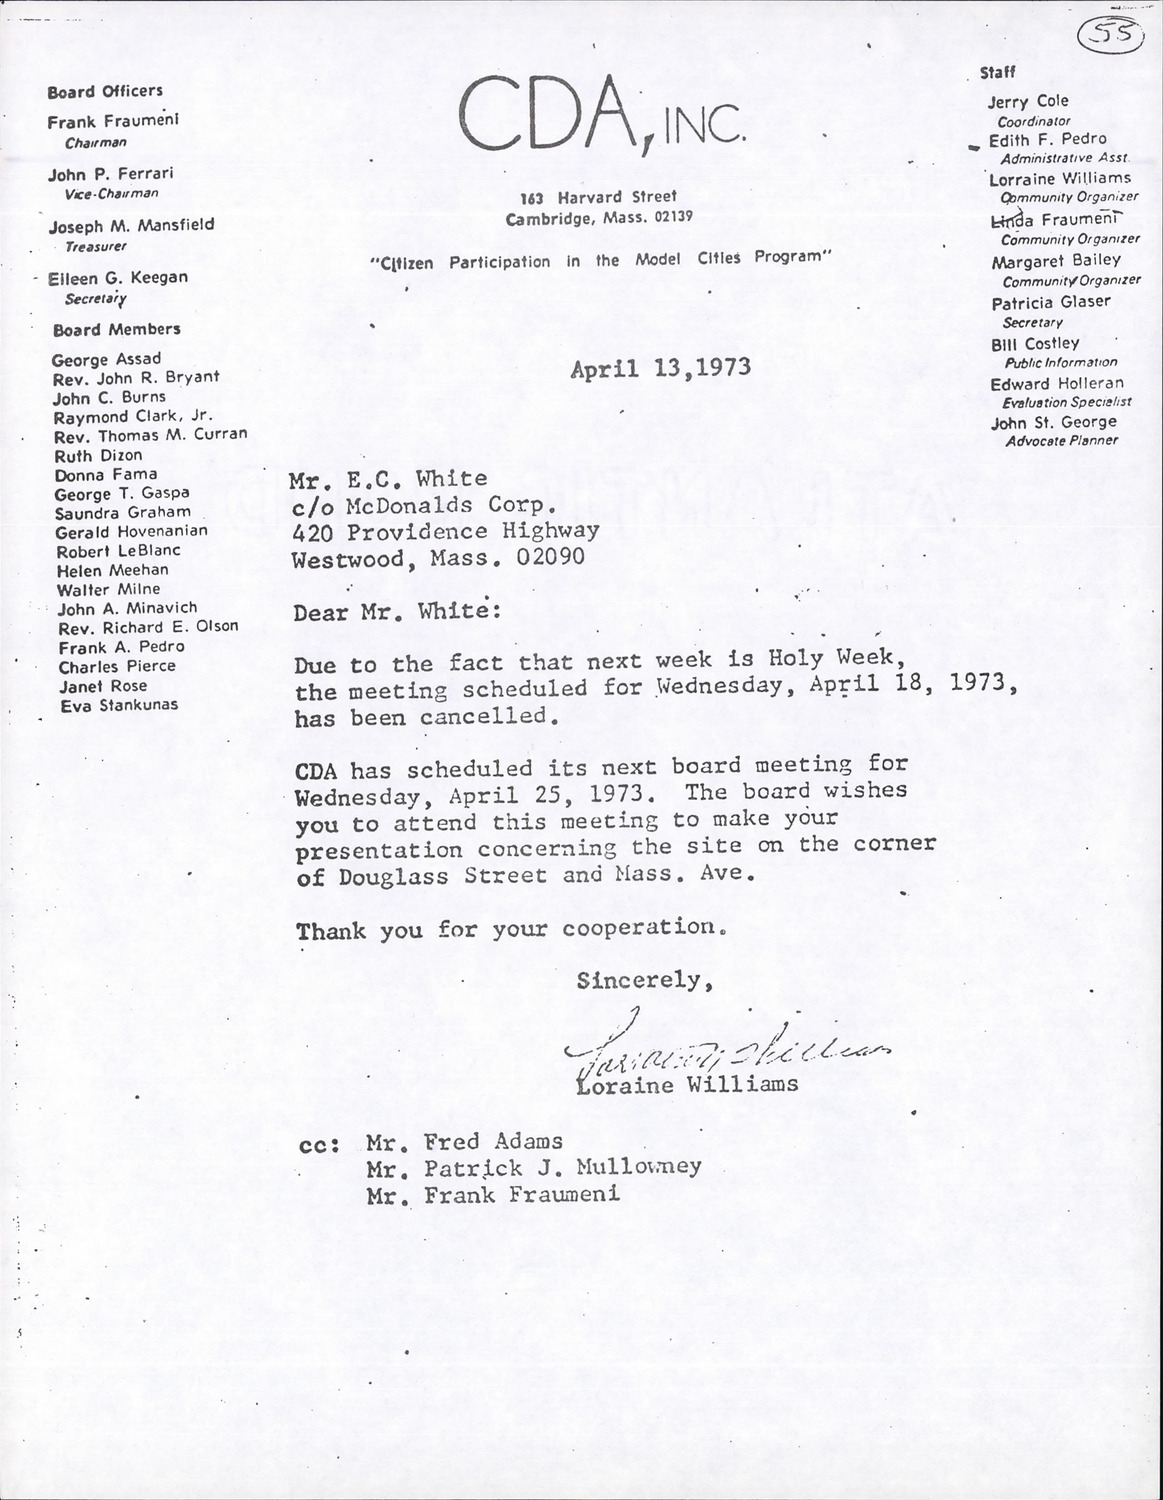 55
CDA, INC.
163 Harvard Street
Cambridge, Mass. 02139
"Citizen Participation in the Model Cities Program"
Board Officers
Frank Fraumeni
Chairman
John P. Ferrari
Vice-Chairman
Joseph M. Mansfield
Treasurer
Eileen G. Keegan
Secretary
Board Members
George Assad
Rev. John R. Bryant
John C. Burns
Raymond Clark, Jr.
Rev. Thomas M. Curran
Ruth Dizon
Donna Fama
George T. Gaspa
Saundra Graham
Gerald Hovenanian
Robert LeBlanc
Helen Meehan
Walter Milne
John A. Minavich
Rev. Richard E. Olson
Frank A. Pedro
Charles Pierce
Janet Rose
Eva Stankunas
Staff
Jerry Cole
Coordinator
Edith F. Pedro
Administrative Asst.
Lorraine Williams
Community Organizer
Linda Fraumeni
Community Organizer
Margaret Bailey
Community Organizer
Patricia Glaser
Secretary
Bill Costley
Public Information
Edward Holleran
Evaluation Specialist
John St. George
Advocate Planner
April 13,1973
Mr. E.C. White
c/o McDonalds Corp.
420 Providence Highway
Westwood, Mass. 02090
Dear Mr. White:
Due to the fact that next week is Holy Week,
the meeting scheduled for Wednesday, April 18, 1973,
has been cancelled.
CDA has scheduled its next board meeting for
Wednesday, April 25, 1973. The board wishes
you to attend this meeting to make your
presentation concerning the site on the corner
of Douglass Street and Mass. Ave.
Thank you for your cooperation.
Sincerely,
Loraine Williams
cc: Mr. Fred Adams
Mr. Patrick J. Mullowney
Mr. Frank Fraumeni